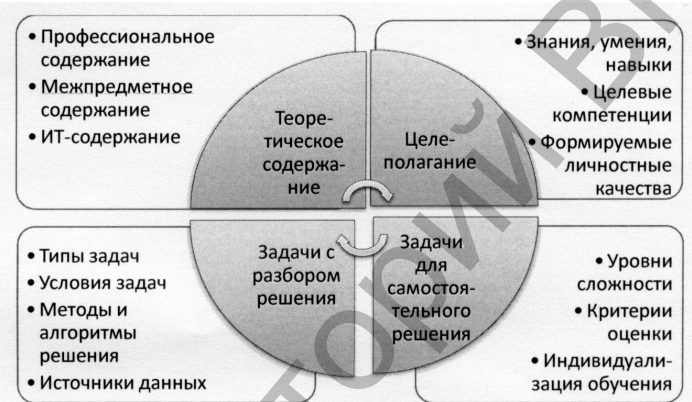 • Профессиональное
содержание
• Межпредметное
содержание
• ИТ-содержание
Теоре-
тическое
содержа-
ние
Целе-
полагание
• Знания, умения,
навыки
• Целевые
компетенции
• Формируемые
личностные
качества
• Типы задач
• Условия задач
• Методы и
алгоритмы
решения
• Источники данных
Задачи с
разбором
решения
Задачи
для
самостоя-
тельного
решения
• Уровни
сложности
• Критерии
оценки
• Индивидуали-
зация обучения